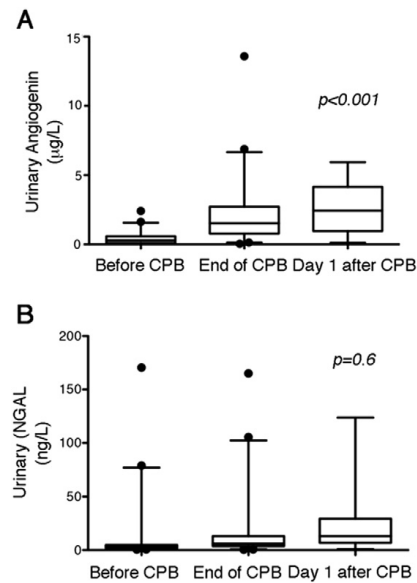 A
Urinary Angiogenin
(µg/L)
15
10
5
0
p<0.001
Before CPB
End of CPB
Day 1 after CPB
B
Urinary (NGAL
(ng/L)
200
150
100
50
0
p=0.6
Before CPB
End of CPB
Day 1 after CPB